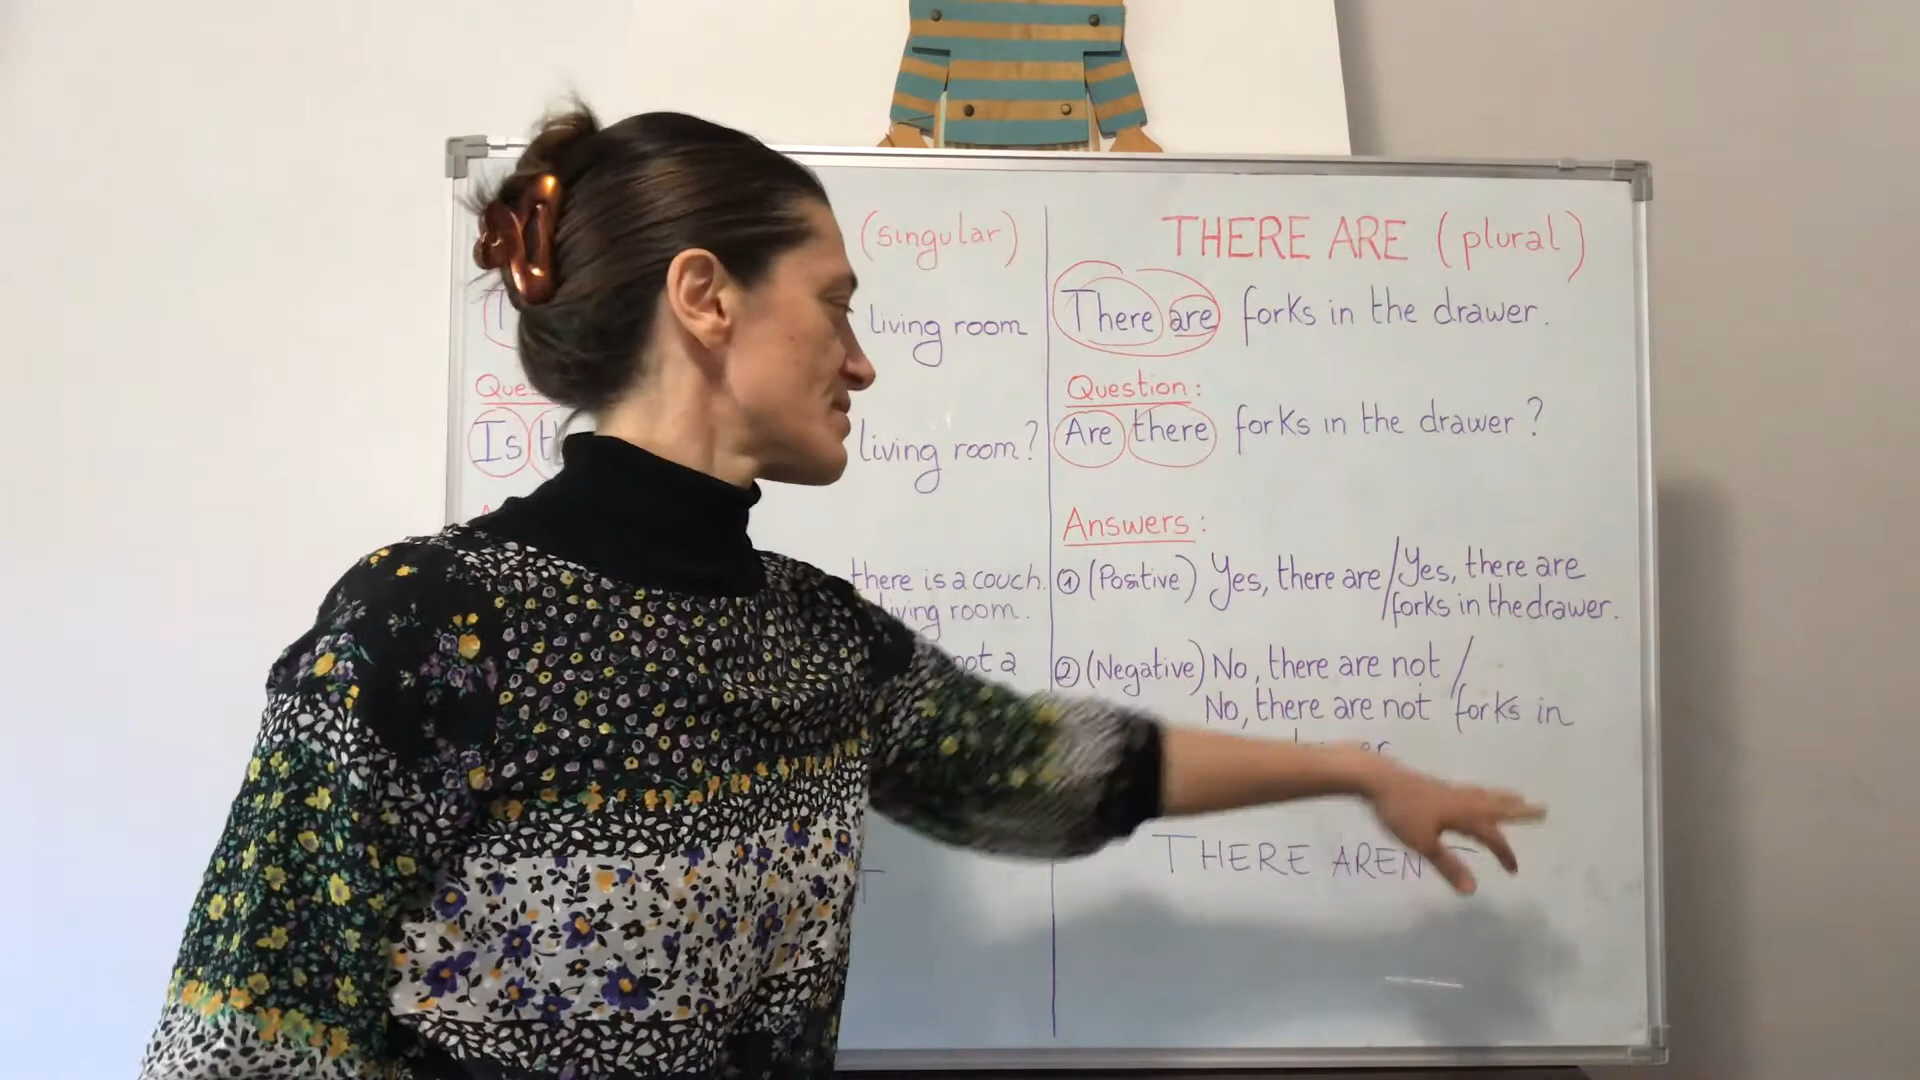 (singular)
living room
Is
living room?
there is a couch.
living room.
not a
THERE ARE (plural)
There are forks in the drawer.
Question:
Are there forks in the drawer?
Answers:
① (Positive) Yes, there are / Yes, there are
forks in the drawer.
② (Negative) No, there are not /
No, there are not forks in
THERE AREN'T